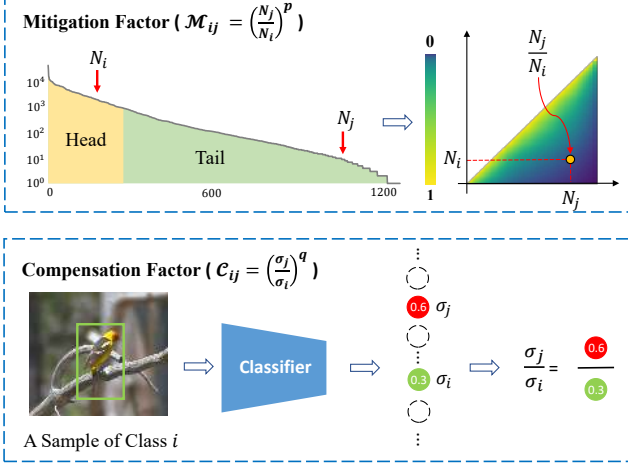 Mitigation Factor ( 𝓜ᵢⱼ = (Nⱼ/Nᵢ)ᵖ )
Nᵢ
Nⱼ
10⁴
10³
10²
10¹
10⁰
Head
Tail
0
600
1200
0
1
Nⱼ/Nᵢ
Nᵢ
Nⱼ
Compensation Factor ( 𝓒ᵢⱼ = (σⱼ/σᵢ)^q )
Classifier
⋮
0.6 σⱼ
⋮
0.3 σᵢ
⋮
σⱼ/σᵢ = 0.6/0.3
A Sample of Class i